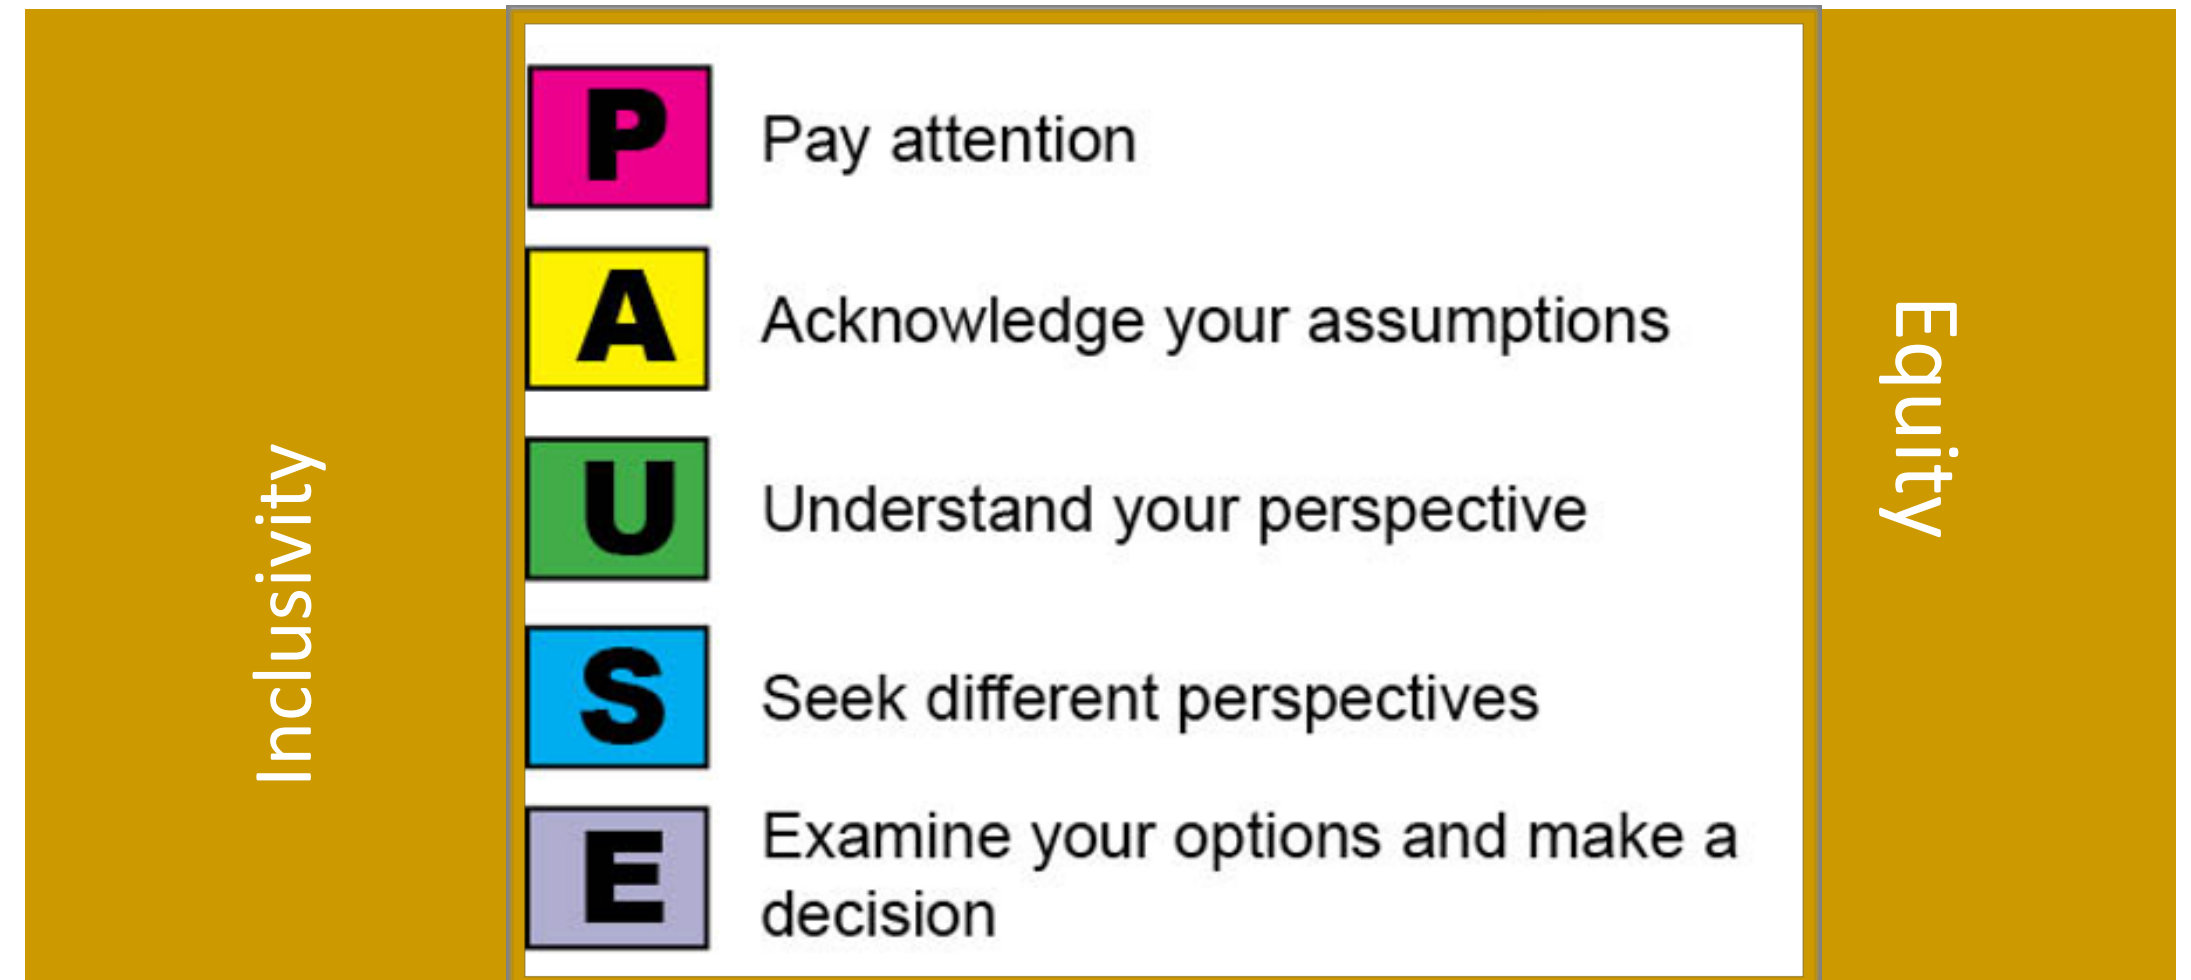 Inclusivity
P Pay attention
A Acknowledge your assumptions
U Understand your perspective
S Seek different perspectives
E Examine your options and make a
decision
Equity